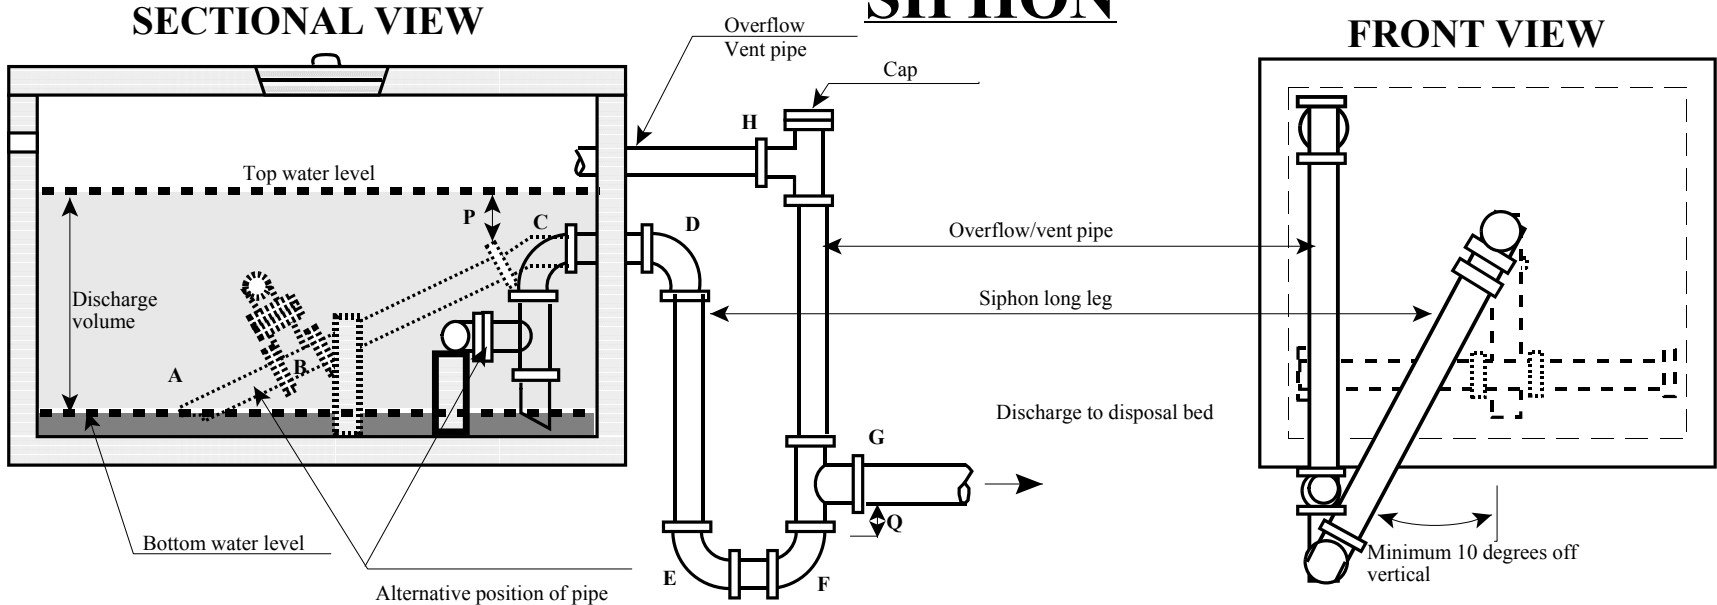 SIPHON
SECTIONAL VIEW
FRONT VIEW
Overflow
Vent pipe
Cap
H
Top water level
P
C
D
Overflow/vent pipe
Discharge
volume
Siphon long leg
A
B
Discharge to disposal bed
G
Q
Bottom water level
E
F
Minimum 10 degrees off
vertical
Alternative position of pipe